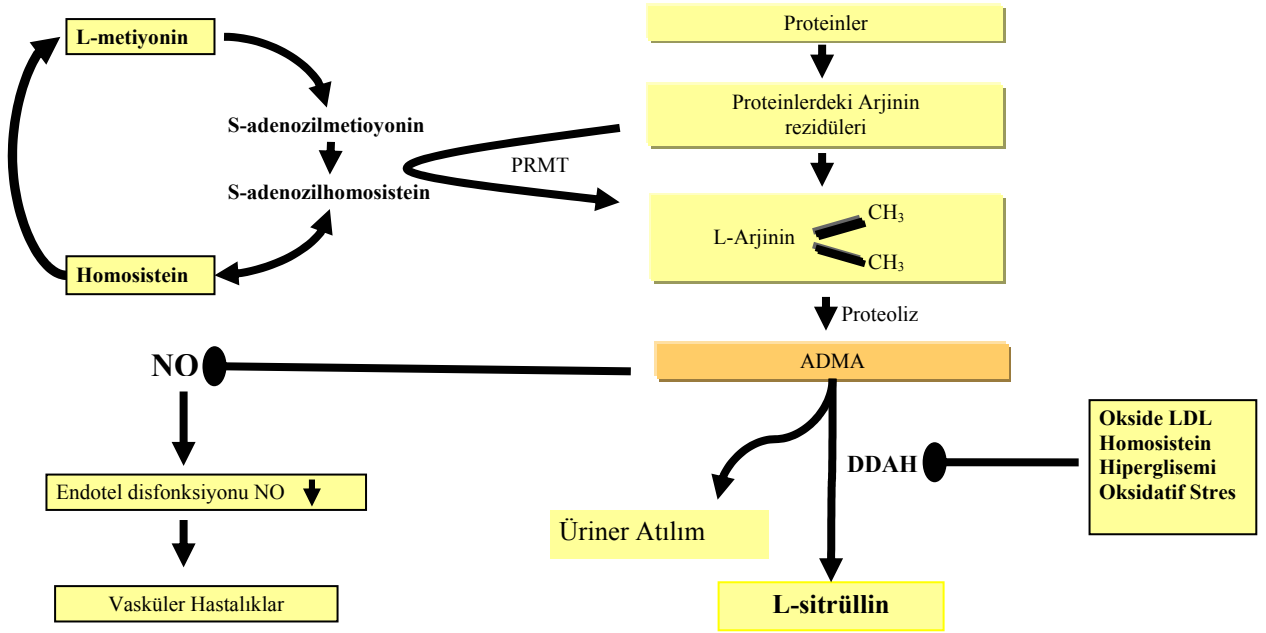 L-metiyonin
S-adenozilmetioyonin
S-adenozilhomosistein
Homosistein
Proteinler
Proteinlerdeki Arjinin
rezidüleri
PRMT
L-Arjinin
CH₃
CH₃
Proteoliz
ADMA
NO
Endotel disfonksiyonu NO
Vasküler Hastalıklar
Üriner Atılım
DDAH
Okside LDL
Homosistein
Hiperglisemi
Oksidatif Stres
L-sitrüllin